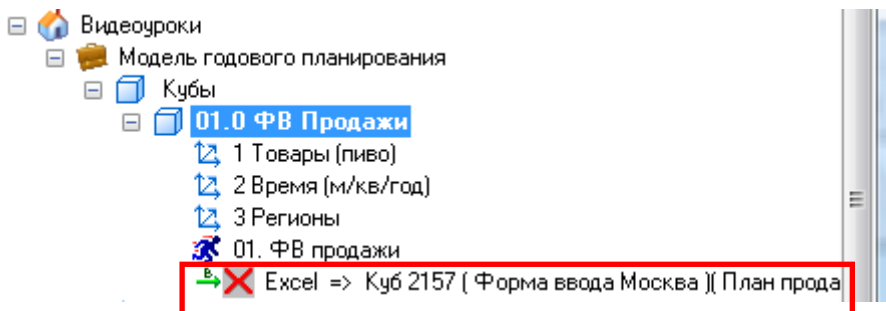 Видеоуроки
Модель годового планирования
Кубы
01.0 ФВ Продажи
1 Товары (пиво)
2 Время (м/кв/год)
3 Регионы
01. ФВ продажи
Excel => Куб 2157 ( Форма ввода Москва )( План прода